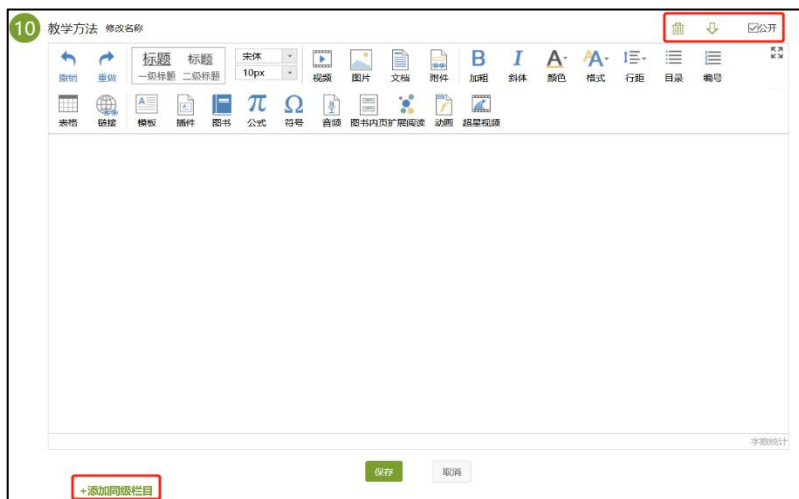 10 教学方法 修改名称 公开
标题 标题 宋体
撤销 重做 一级标题 二级标题 10px 视频 图片 文档 附件 B 加粗 I 斜体 A 颜色 A 格式 行距 目录 编号
表格 链接 模板 插件 图书 π 公式 Ω 符号 音频 图书内页 扩展阅读 动画 超星视频
字数统计
保存 取消
+添加同级栏目